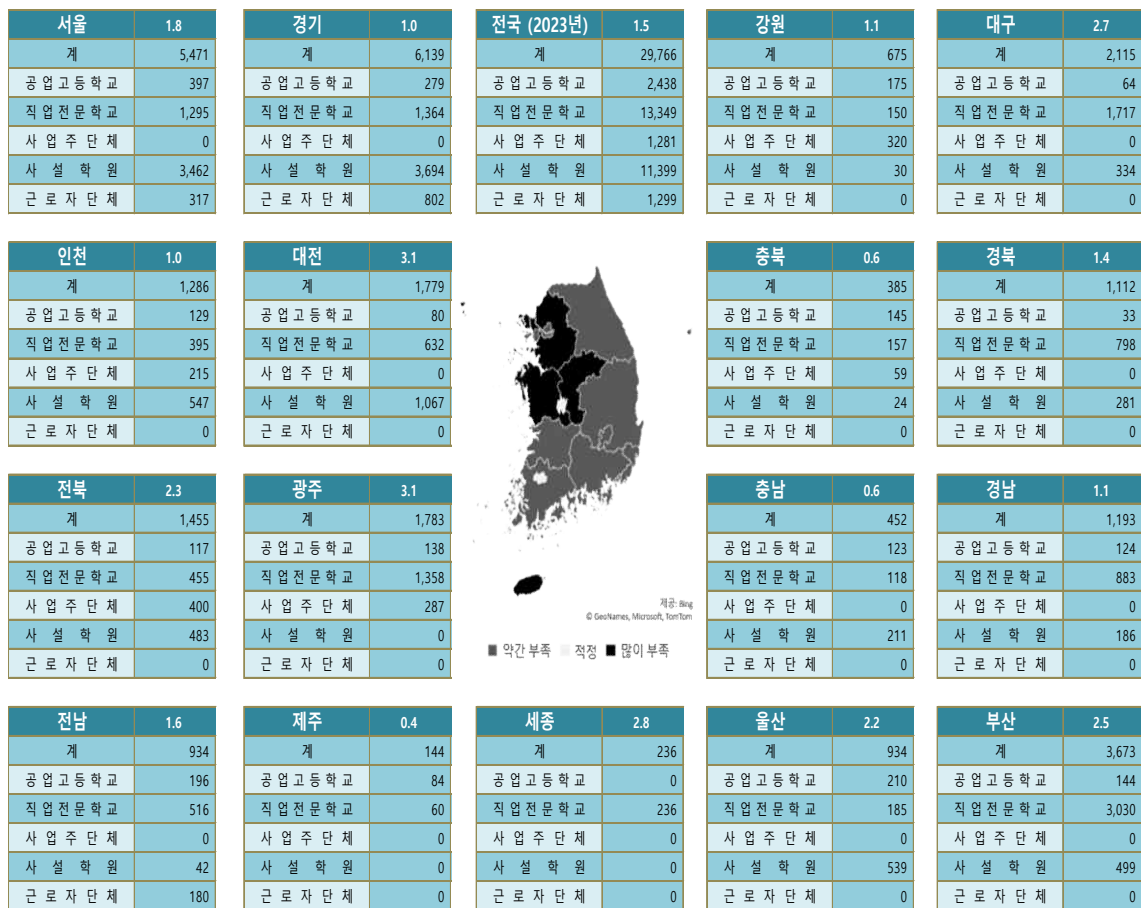 서울 1.8
계 5,471
공업고등학교 397
직업전문학교 1,295
사업주단체 0
사설학원 3,462
근로자단체 317
경기 1.0
계 6,139
공업고등학교 279
직업전문학교 1,364
사업주단체 0
사설학원 3,694
근로자단체 802
전국 (2023년) 1.5
계 29,766
공업고등학교 2,438
직업전문학교 13,349
사업주단체 1,281
사설학원 11,399
근로자단체 1,299
강원 1.1
계 675
공업고등학교 175
직업전문학교 150
사업주단체 320
사설학원 30
근로자단체 0
대구 2.7
계 2,115
공업고등학교 64
직업전문학교 1,717
사업주단체 0
사설학원 334
근로자단체 0
인천 1.0
계 1,286
공업고등학교 129
직업전문학교 395
사업주단체 215
사설학원 547
근로자단체 0
대전 3.1
계 1,779
공업고등학교 80
직업전문학교 632
사업주단체 0
사설학원 1,067
근로자단체 0
충북 0.6
계 385
공업고등학교 145
직업전문학교 157
사업주단체 59
사설학원 24
근로자단체 0
경북 1.4
계 1,112
공업고등학교 33
직업전문학교 798
사업주단체 0
사설학원 281
근로자단체 0
전북 2.3
계 1,455
공업고등학교 117
직업전문학교 455
사업주단체 400
사설학원 483
근로자단체 0
광주 3.1
계 1,783
공업고등학교 138
직업전문학교 1,358
사업주단체 287
사설학원 0
근로자단체 0
제공: Bing
© GeoNames, Microsoft, TomTom
약간 부족 적정 많이 부족
충남 0.6
계 452
공업고등학교 123
직업전문학교 118
사업주단체 0
사설학원 211
근로자단체 0
경남 1.1
계 1,193
공업고등학교 124
직업전문학교 883
사업주단체 0
사설학원 186
근로자단체 0
전남 1.6
계 934
공업고등학교 196
직업전문학교 516
사업주단체 0
사설학원 42
근로자단체 180
제주 0.4
계 144
공업고등학교 84
직업전문학교 60
사업주단체 0
사설학원 0
근로자단체 0
세종 2.8
계 236
공업고등학교 0
직업전문학교 236
사업주단체 0
사설학원 0
근로자단체 0
울산 2.2
계 934
공업고등학교 210
직업전문학교 185
사업주단체 0
사설학원 539
근로자단체 0
부산 2.5
계 3,673
공업고등학교 144
직업전문학교 3,030
사업주단체 0
사설학원 499
근로자단체 0